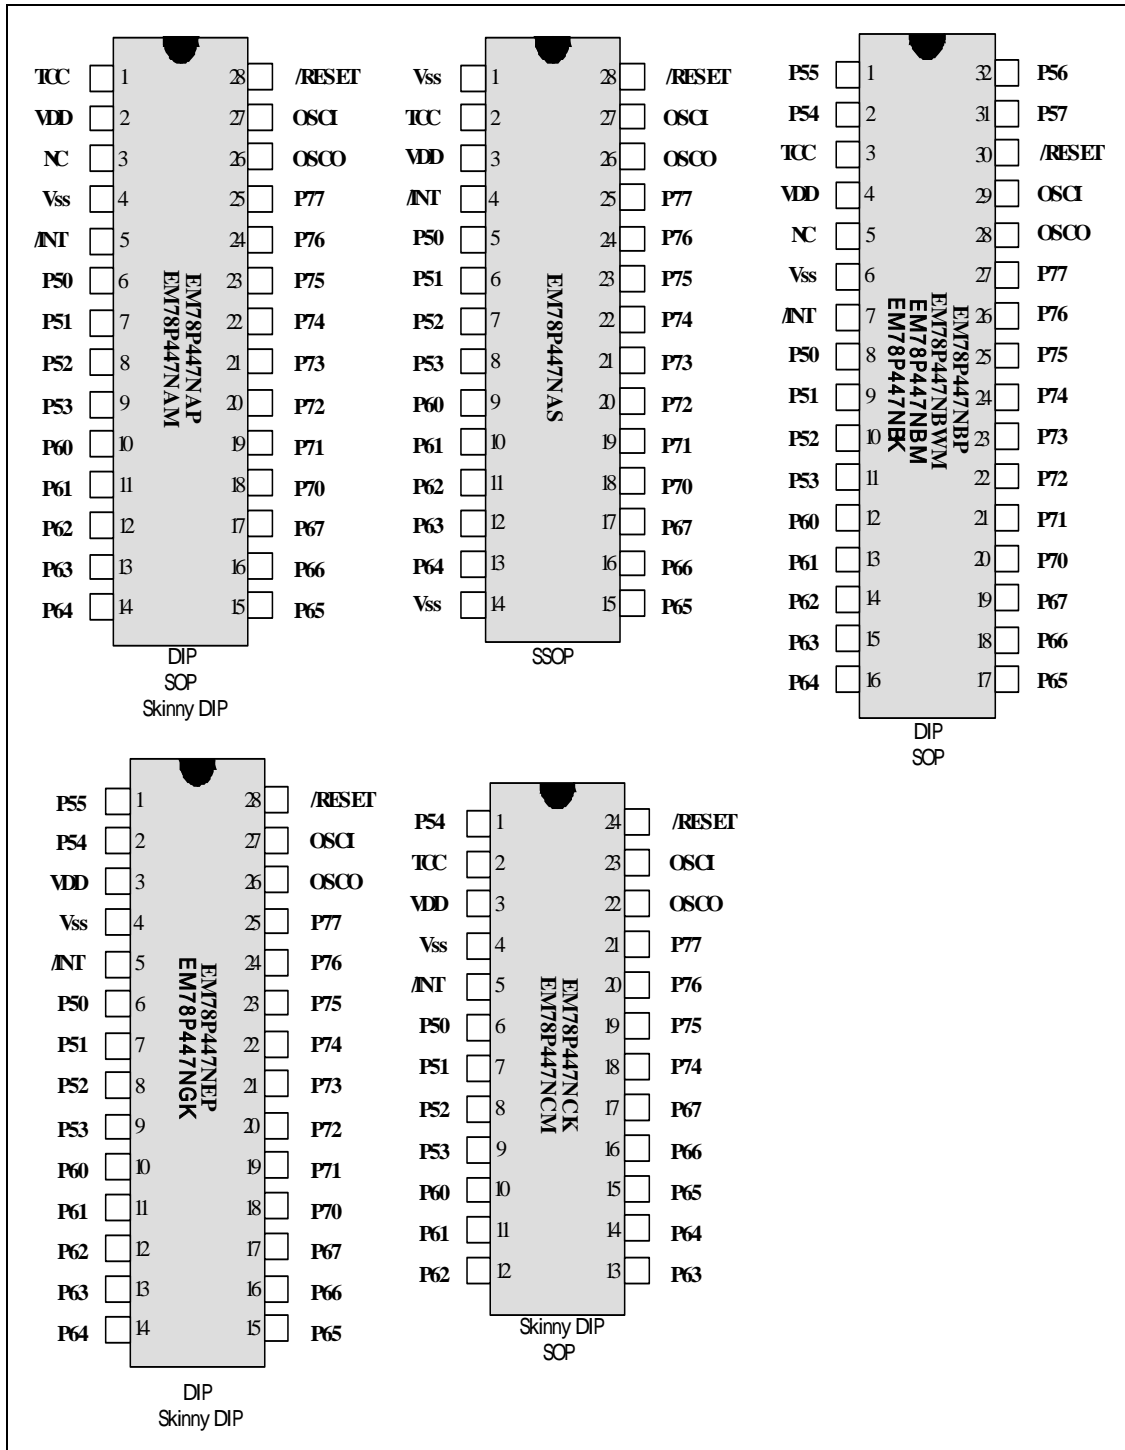 TCC 1 28 /RESET
VDD 2 27 OSCI
NC 3 26 OSCO
Vss 4 25 P77
/INT 5 24 P76
P50 6 23 P75
P51 7 22 P74
P52 8 21 P73
P53 9 20 P72
P60 10 19 P71
P61 11 18 P70
P62 12 17 P67
P63 13 16 P66
P64 14 15 P65
EM78P447NAP
EM78P447NAM
DIP
SOP
Skinny DIP
Vss 1 28 /RESET
TCC 2 27 OSCI
VDD 3 26 OSCO
/INT 4 25 P77
P50 5 24 P76
P51 6 23 P75
P52 7 22 P74
P53 8 21 P73
P60 9 20 P72
P61 10 19 P71
P62 11 18 P70
P63 12 17 P67
P64 13 16 P66
Vss 14 15 P65
EM78P447NAS
SSOP
P55 1 32 P56
P54 2 31 P57
TCC 3 30 /RESET
VDD 4 29 OSCI
NC 5 28 OSCO
Vss 6 27 P77
/INT 7 26 P76
P50 8 25 P75
P51 9 24 P74
P52 10 23 P73
P53 11 22 P72
P60 12 21 P71
P61 13 20 P70
P62 14 19 P67
P63 15 18 P66
P64 16 17 P65
EM78P447NBP
EM78P447NBWM
EM78P447NBM
EM78P447NBK
DIP
SOP
P55 1 28 /RESET
P54 2 27 OSCI
VDD 3 26 OSCO
Vss 4 25 P77
/INT 5 24 P76
P50 6 23 P75
P51 7 22 P74
P52 8 21 P73
P53 9 20 P72
P60 10 19 P71
P61 11 18 P70
P62 12 17 P67
P63 13 16 P66
P64 14 15 P65
EM78P447NEP
EM78P447NGK
DIP
Skinny DIP
P54 1 24 /RESET
TCC 2 23 OSCI
VDD 3 22 OSCO
Vss 4 21 P77
/INT 5 20 P76
P50 6 19 P75
P51 7 18 P74
P52 8 17 P67
P53 9 16 P66
P60 10 15 P65
P61 11 14 P64
P62 12 13 P63
EM78P447NCK
EM78P447NCM
Skinny DIP
SOP